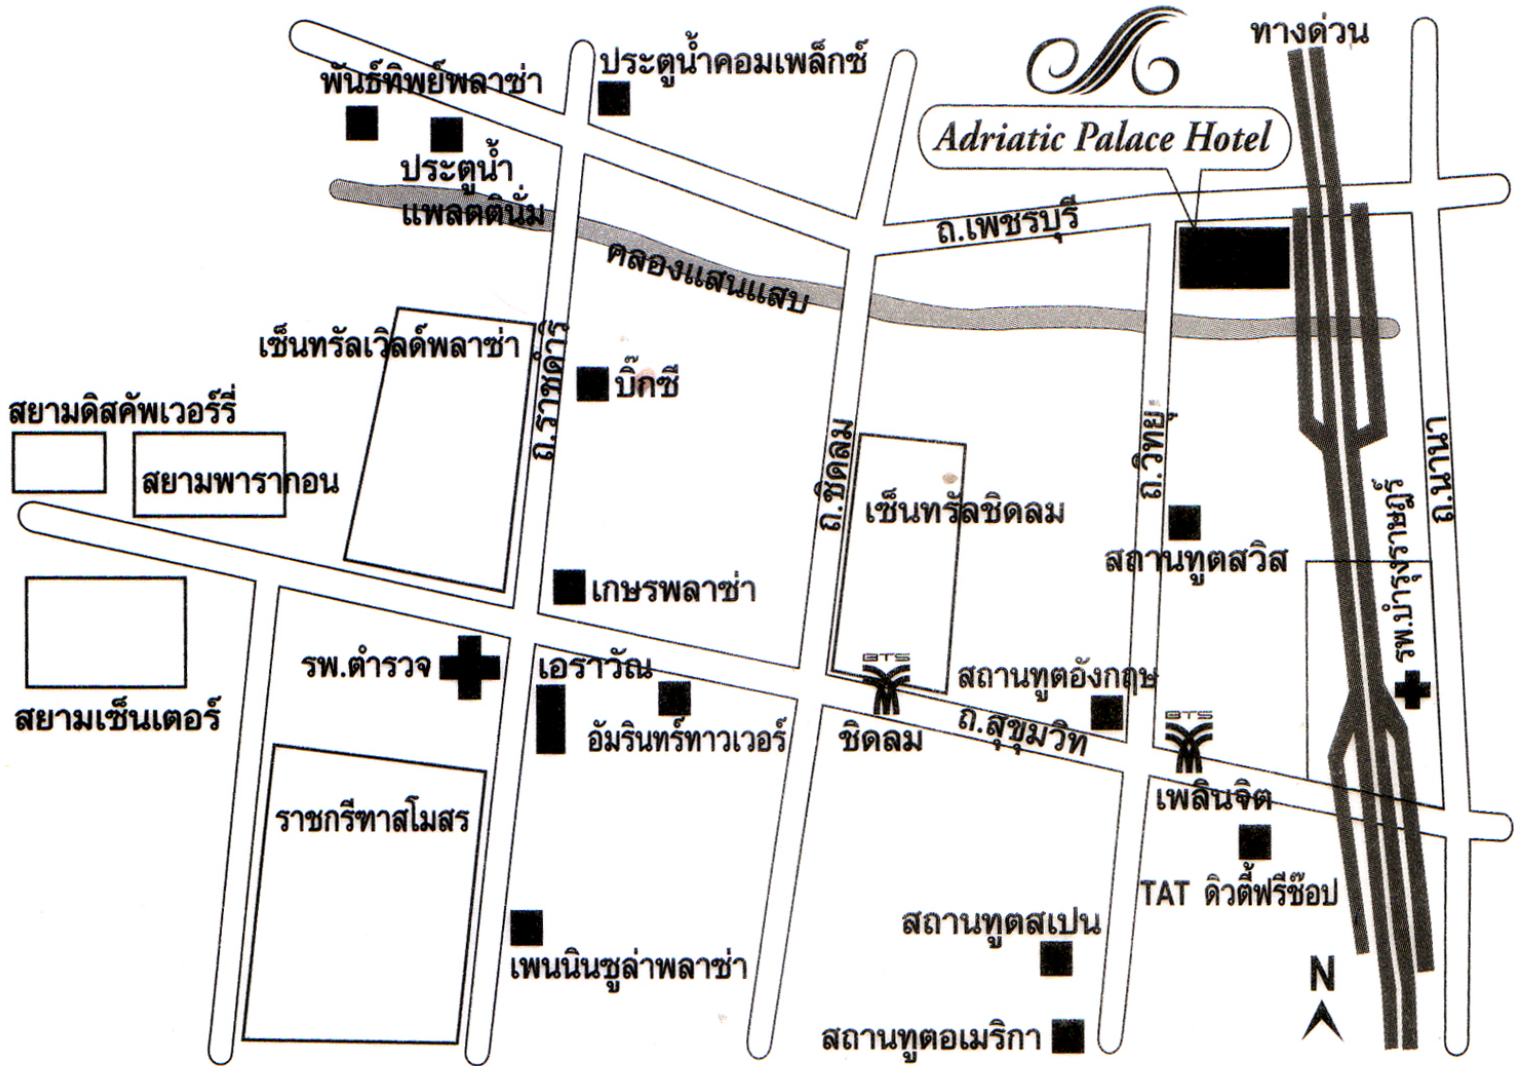 ทางด่วน
ประตูน้ำคอมเพล็กซ์
พันธ์ทิพย์พลาซ่า
Adriatic Palace Hotel
ประตูน้ำ
แพลตตินั่ม
ถ.เพชรบุรี
คลองแสนแสบ
เซ็นทรัลเวิลด์พลาซ่า
ถ.ราชดำริ
บิ๊กซี
สยามดิสคัพเวอร์รี่
สยามพารากอน
ถ.ชิดลม
เซ็นทรัลชิดลม
ถ.วิทยุ
ถ.นานา
สถานทูตสวิส
รพ.บำรุงราษฎร์
เกษรพลาซ่า
รพ.ตำรวจ
เอราวัณ
BTS
สถานทูตอังกฤษ
สยามเซ็นเตอร์
อัมรินทร์ทาวเวอร์
ชิดลม
ถ.สุขุมวิท
BTS
เพลินจิต
ราชกรีฑาสโมสร
TAT ดิวตี้ฟรีช๊อป
สถานทูตสเปน
เพนนินซูล่าพลาซ่า
N
สถานทูตอเมริกา